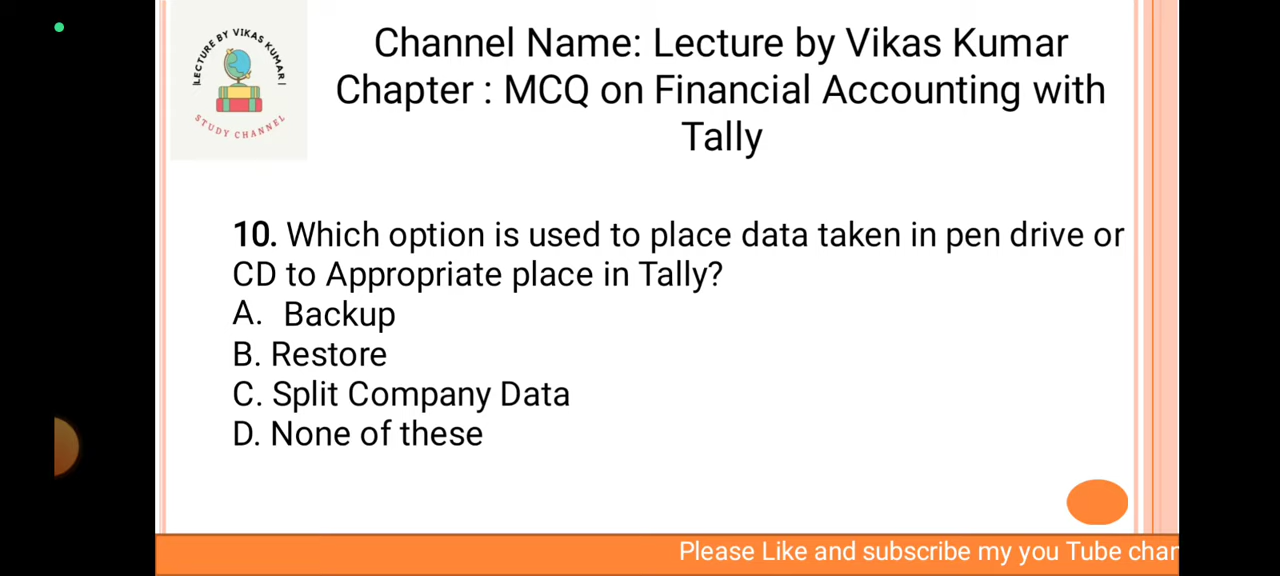 LECTURE BY VIKAS KUMAR
STUDY CHANNEL
Channel Name: Lecture by Vikas Kumar
Chapter : MCQ on Financial Accounting with
Tally
10. Which option is used to place data taken in pen drive or
CD to Appropriate place in Tally?
A. Backup
B. Restore
C. Split Company Data
D. None of these
Please Like and subscribe my you Tube chan